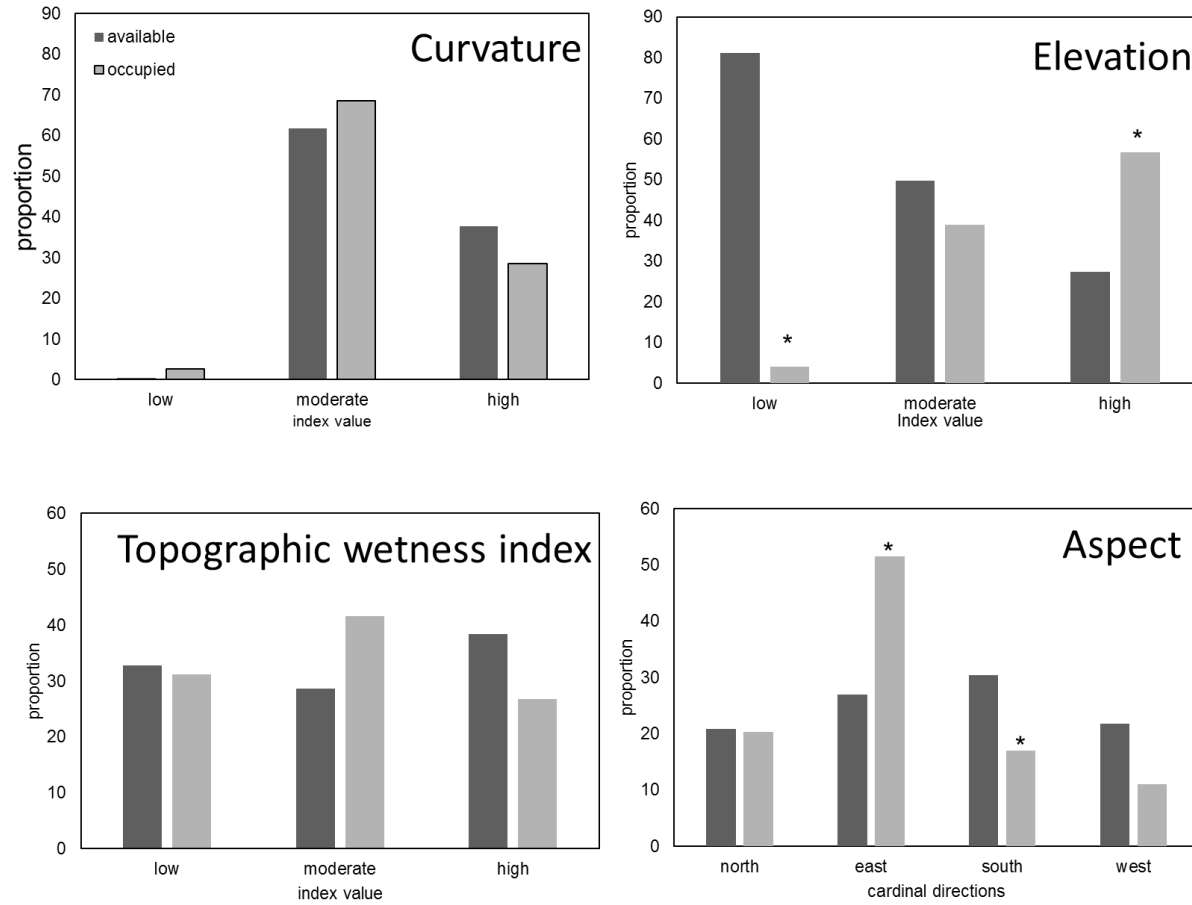 90
80
70
60
50
40
30
20
10
0
proportion
available
occupied
Curvature
low moderate high
index value
90
80
70
60
50
40
30
20
10
0
proportion
Elevation
*
*
low moderate high
Index value
60
50
40
30
20
10
0
proportion
Topographic wetness index
low moderate high
index value
60
50
40
30
20
10
0
proportion
Aspect
*
*
north east south west
cardinal directions